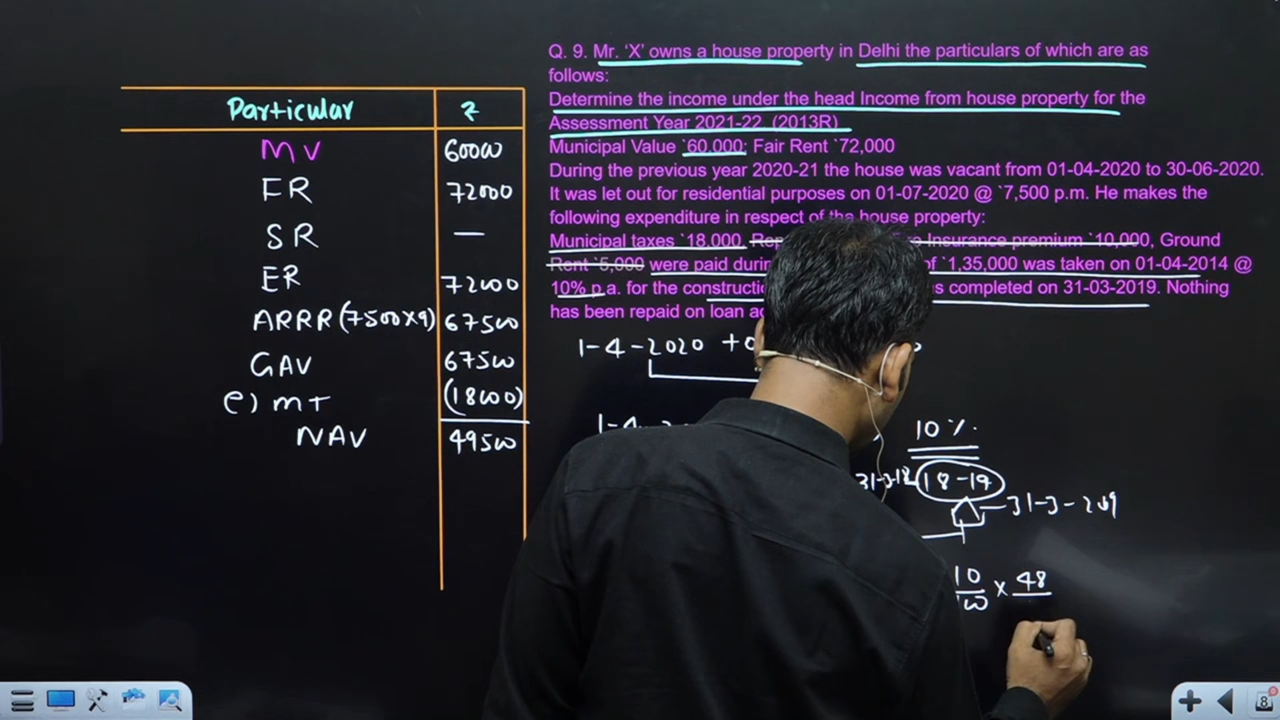 Q. 9. Mr. ‘X’ owns a house property in Delhi the particulars of which are as
follows:
Determine the income under the head Income from house property for the
Assessment Year 2021-22 (2013R)
Municipal Value `60,000; Fair Rent `72,000
During the previous year 2020-21 the house was vacant from 01-04-2020 to 30-06-2020.
It was let out for residential purposes on 01-07-2020 @ `7,500 p.m. He makes the
following expenditure in respect of the house property:
Municipal taxes `18,000, Insurance premium `10,000, Ground
Rent `5,000 were paid of `1,35,000 was taken on 01-04-2014 @
10% p.a. for the completed on 31-03-2019. Nothing
has been repaid on loan
Particular ₹
MV 60000
FR 72000
SR —
ER 72000
ARRR (7500×9) 67500
GAV 67500
(-) MT (18000)
NAV 49500
1-4-2020
10%.
31-3-18 18-19
31-3-2019
10/100 × 48
8